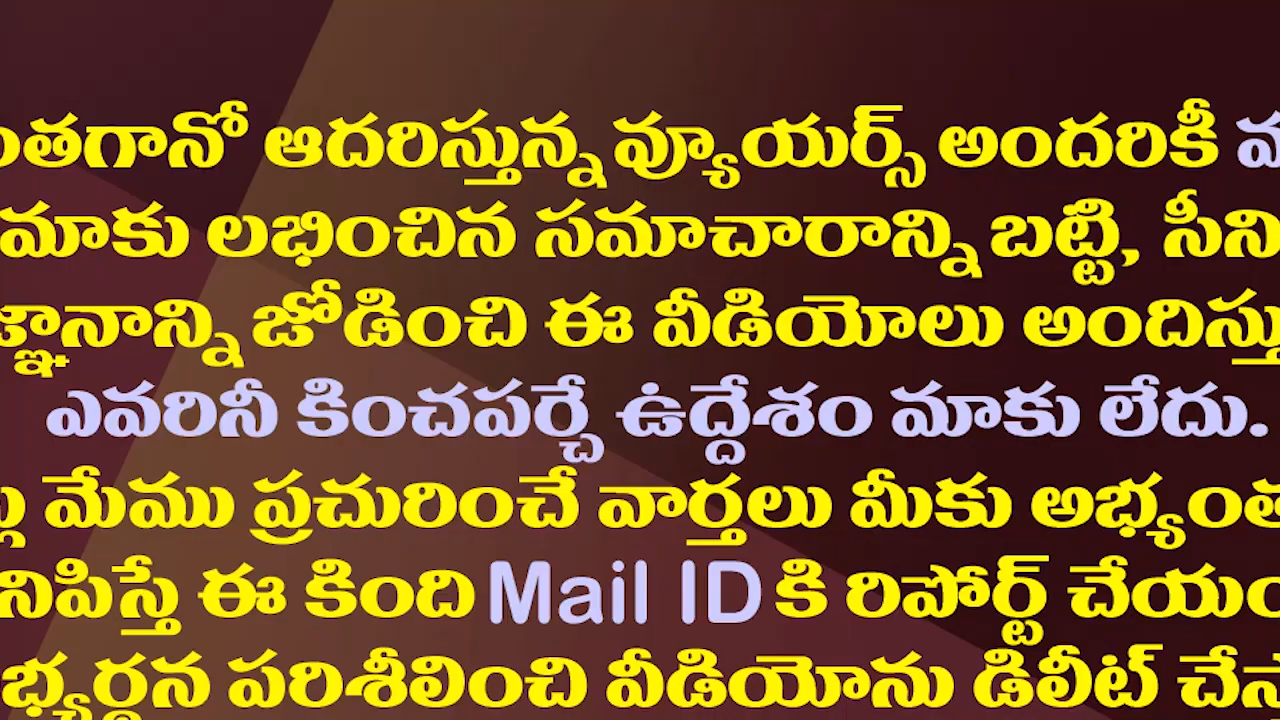 ంతగానో ఆదరిస్తున్న వ్యూయర్స్ అందరికీ
మాకు లభించిన సమాచారాన్ని బట్టి, సీని
జ్ఞానాన్ని జోడించి ఈ వీడియోలు అందిస్తు
ఎవరినీ కించపర్చే ఉద్దేశం మాకు లేదు.
మేము ప్రచురించే వార్తలు మీకు అభ్యంత
నిపిస్తే ఈ కింది Mail ID కి రిపోర్ట్ చేయం
భ్యర్థన పరిశీలించి వీడియోను డిలీట్ చేస